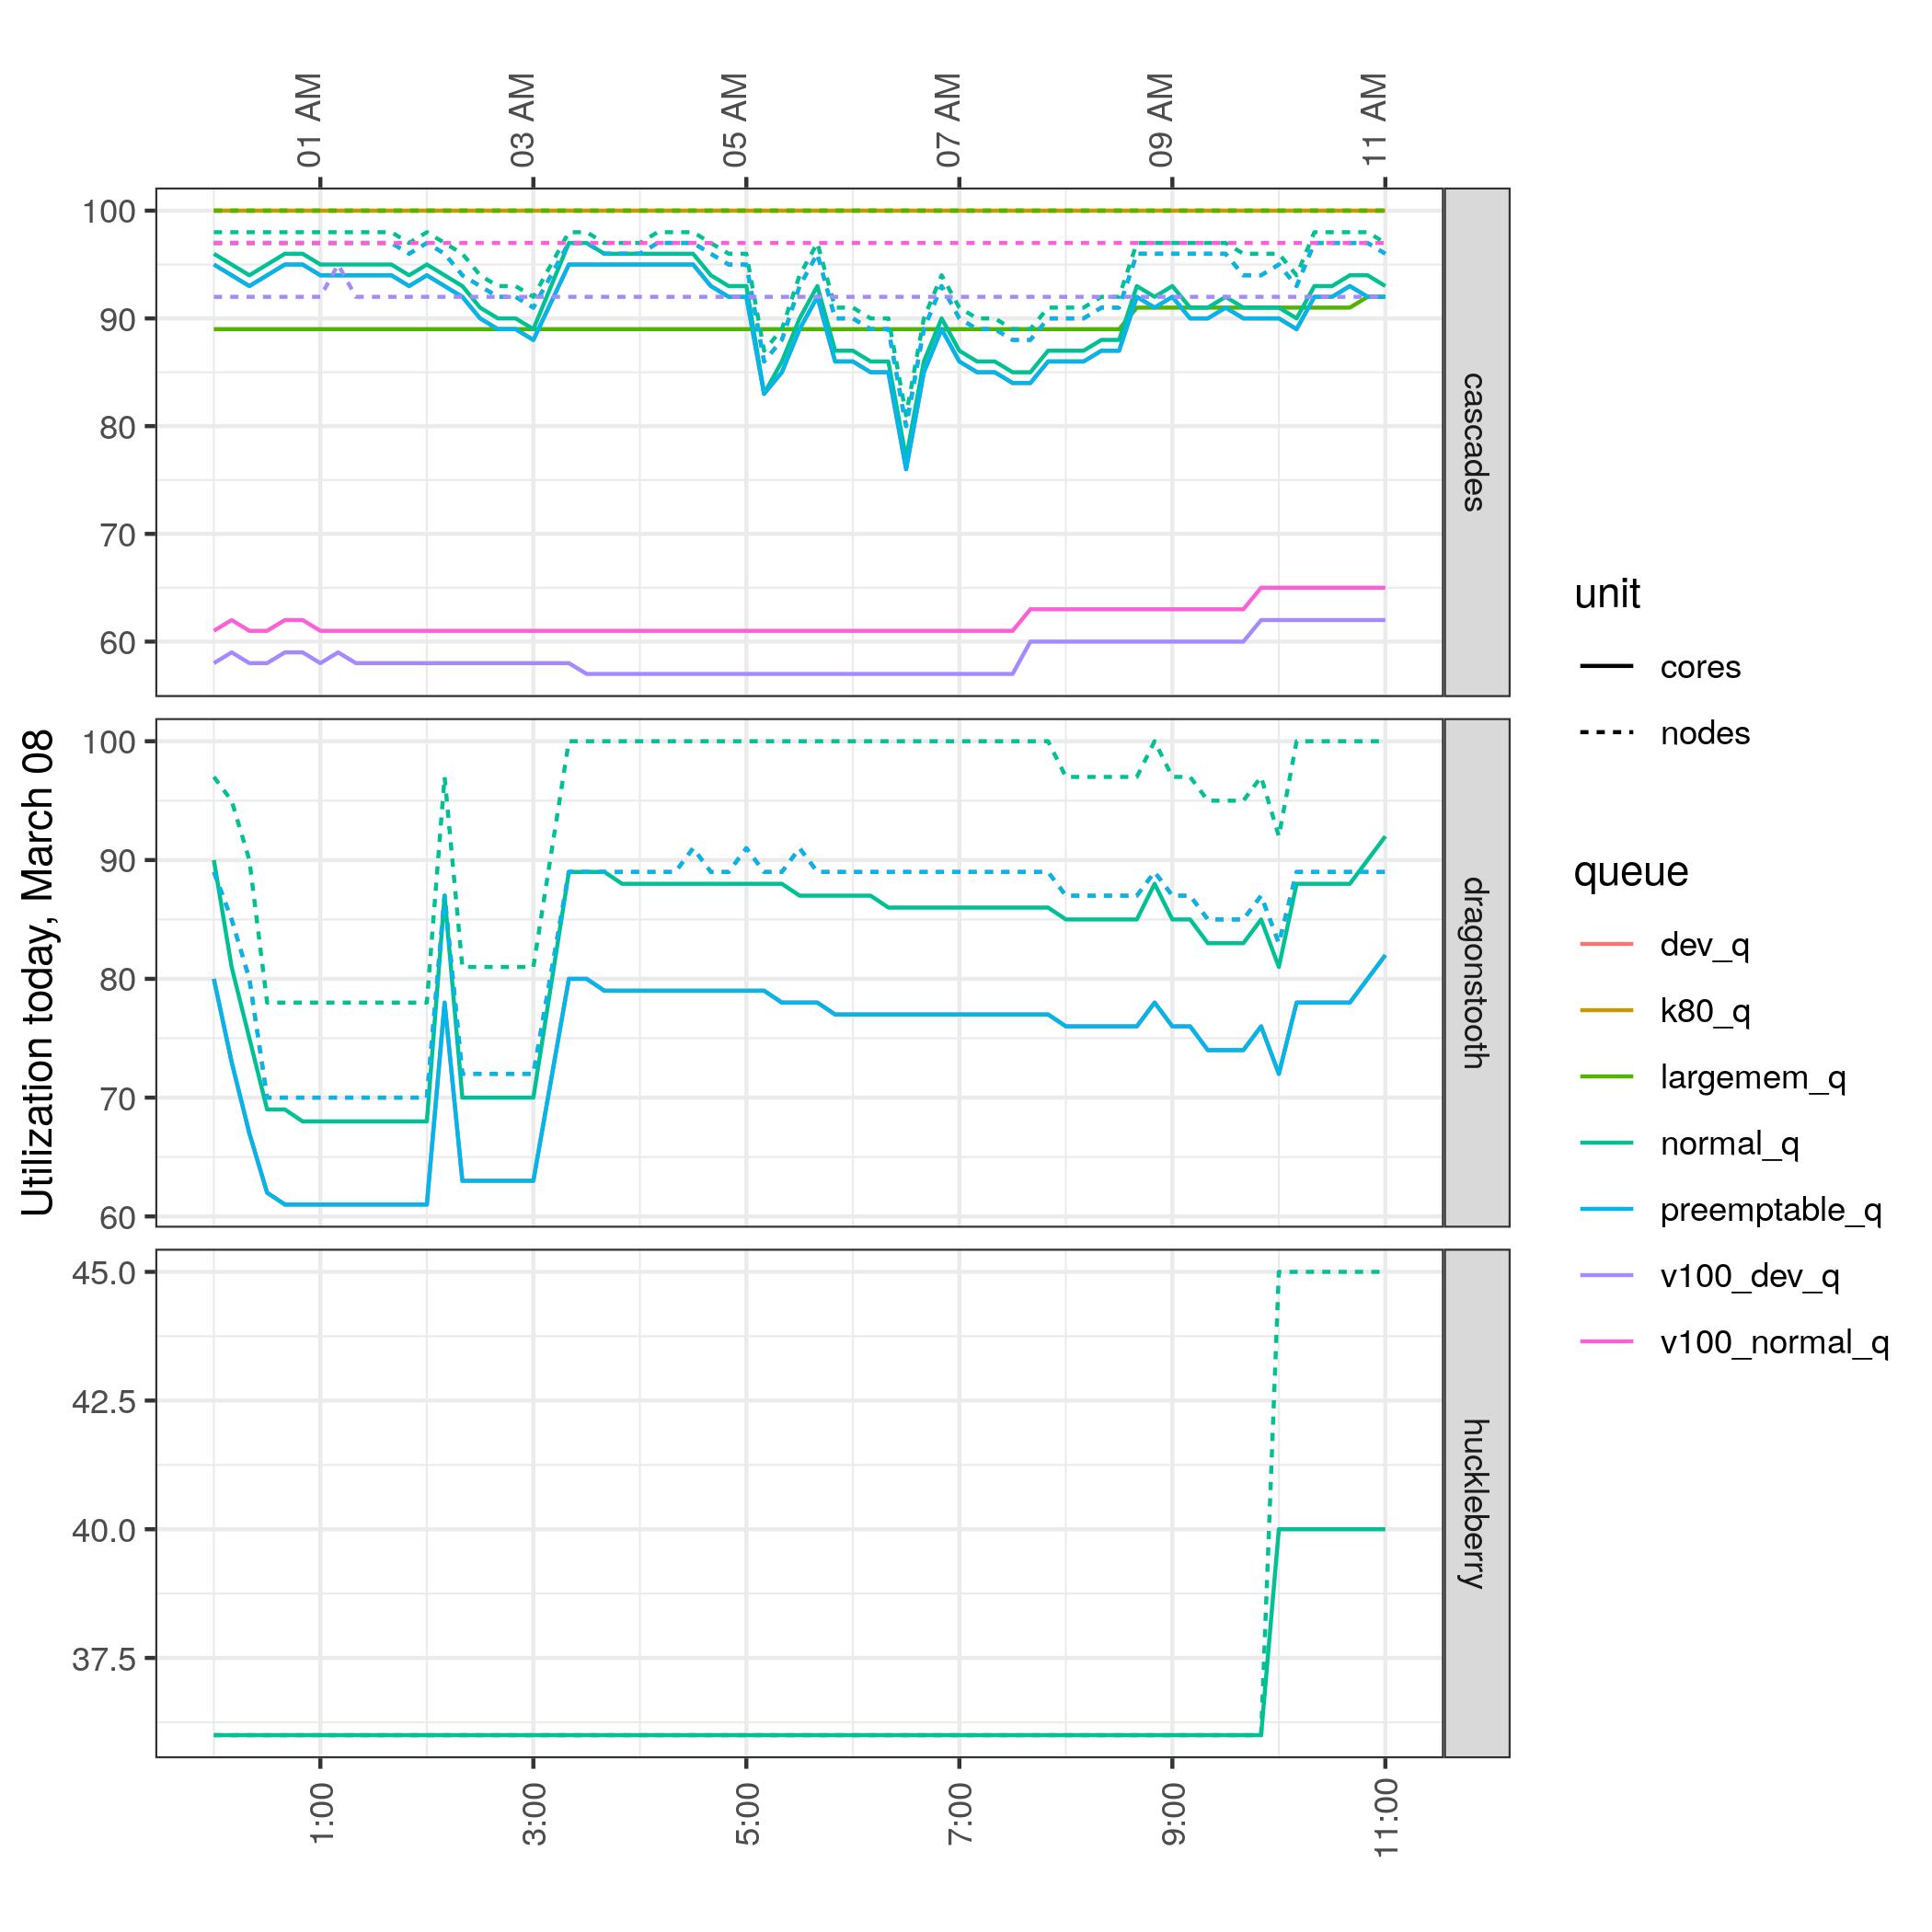 01 AM
03 AM
05 AM
07 AM
09 AM
11 AM
Utilization today, March 08
100
90
80
70
60
cascades
100
90
80
70
60
dragonstooth
45.0
42.5
40.0
37.5
huckleberry
1:00
3:00
5:00
7:00
9:00
11:00
unit
cores
nodes
queue
dev_q
k80_q
largemem_q
normal_q
preemptable_q
v100_dev_q
v100_normal_q